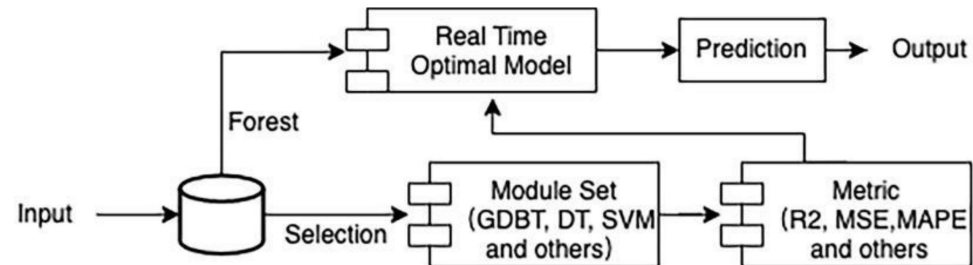 Real Time
Optimal Model
Prediction
Output
Forest
Input
Selection
Module Set
(GDBT, DT, SVM
and others)
Metric
(R2, MSE,MAPE
and others